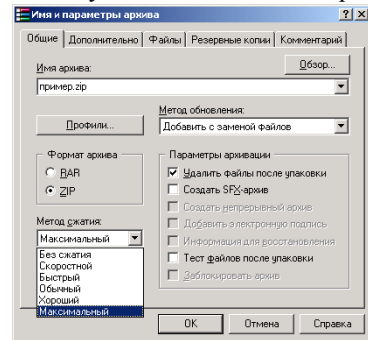 Имя и параметры архива
Общие Дополнительно Файлы Резервные копии Комментарий
Имя архива: Обзор...
пример.zip
Метод обновления:
Профили... Добавить с заменой файлов
Формат архива Параметры архивации
RAR Удалить файлы после упаковки
ZIP Создать SFX-архив
Создать непрерывный архив
Метод сжатия: Добавить электронную подпись
Максимальный Информация для восстановления
Без сжатия Тест файлов после упаковки
Скоростной Заблокировать архив
Быстрый
Обычный
Хороший
Максимальный
OK Отмена Справка